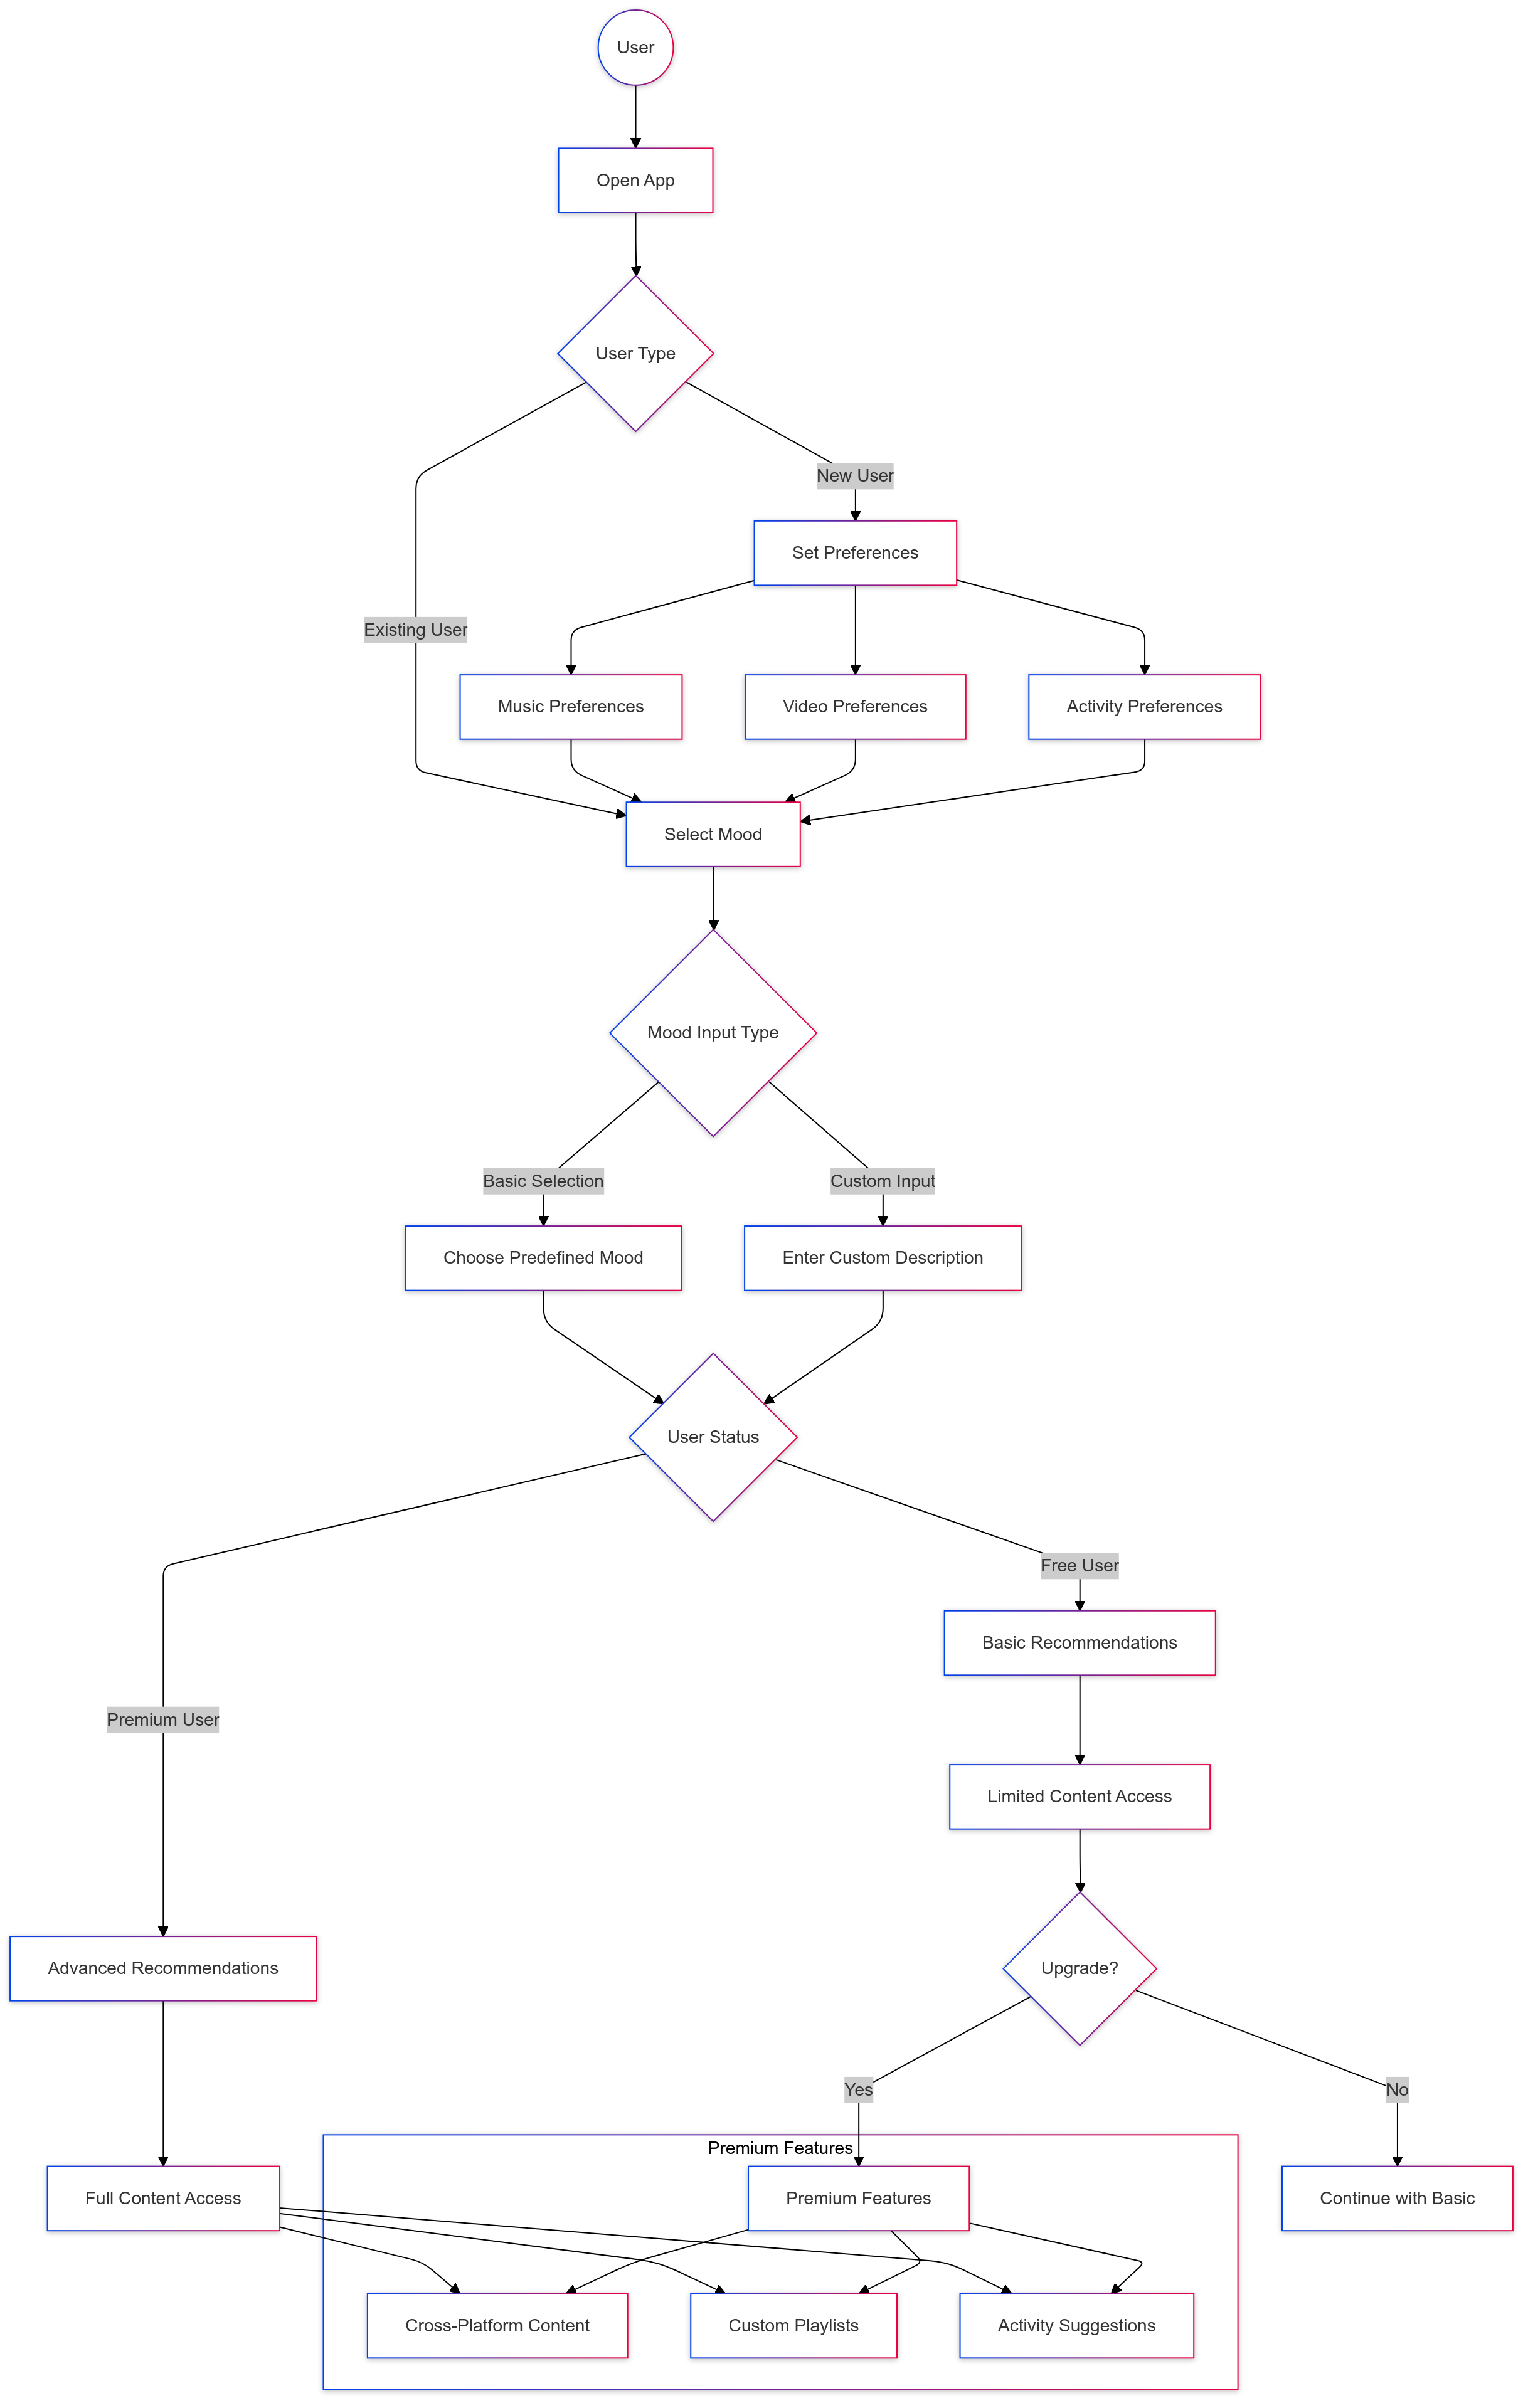 User
Open App
User Type
New User
Set Preferences
Existing User
Music Preferences
Video Preferences
Activity Preferences
Select Mood
Mood Input Type
Basic Selection
Custom Input
Choose Predefined Mood
Enter Custom Description
User Status
Free User
Basic Recommendations
Premium User
Limited Content Access
Advanced Recommendations
Upgrade?
Yes
No
Premium Features
Full Content Access
Premium Features
Continue with Basic
Cross-Platform Content
Custom Playlists
Activity Suggestions